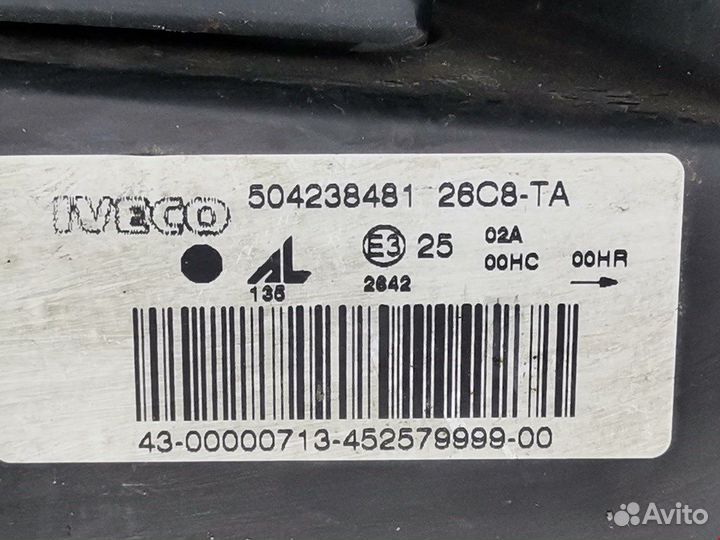 IVECO 504238481 26C8-TA
AL E3 25 02A
00HC 00HR
135 2642
43-00000713-452579999-00
Avito